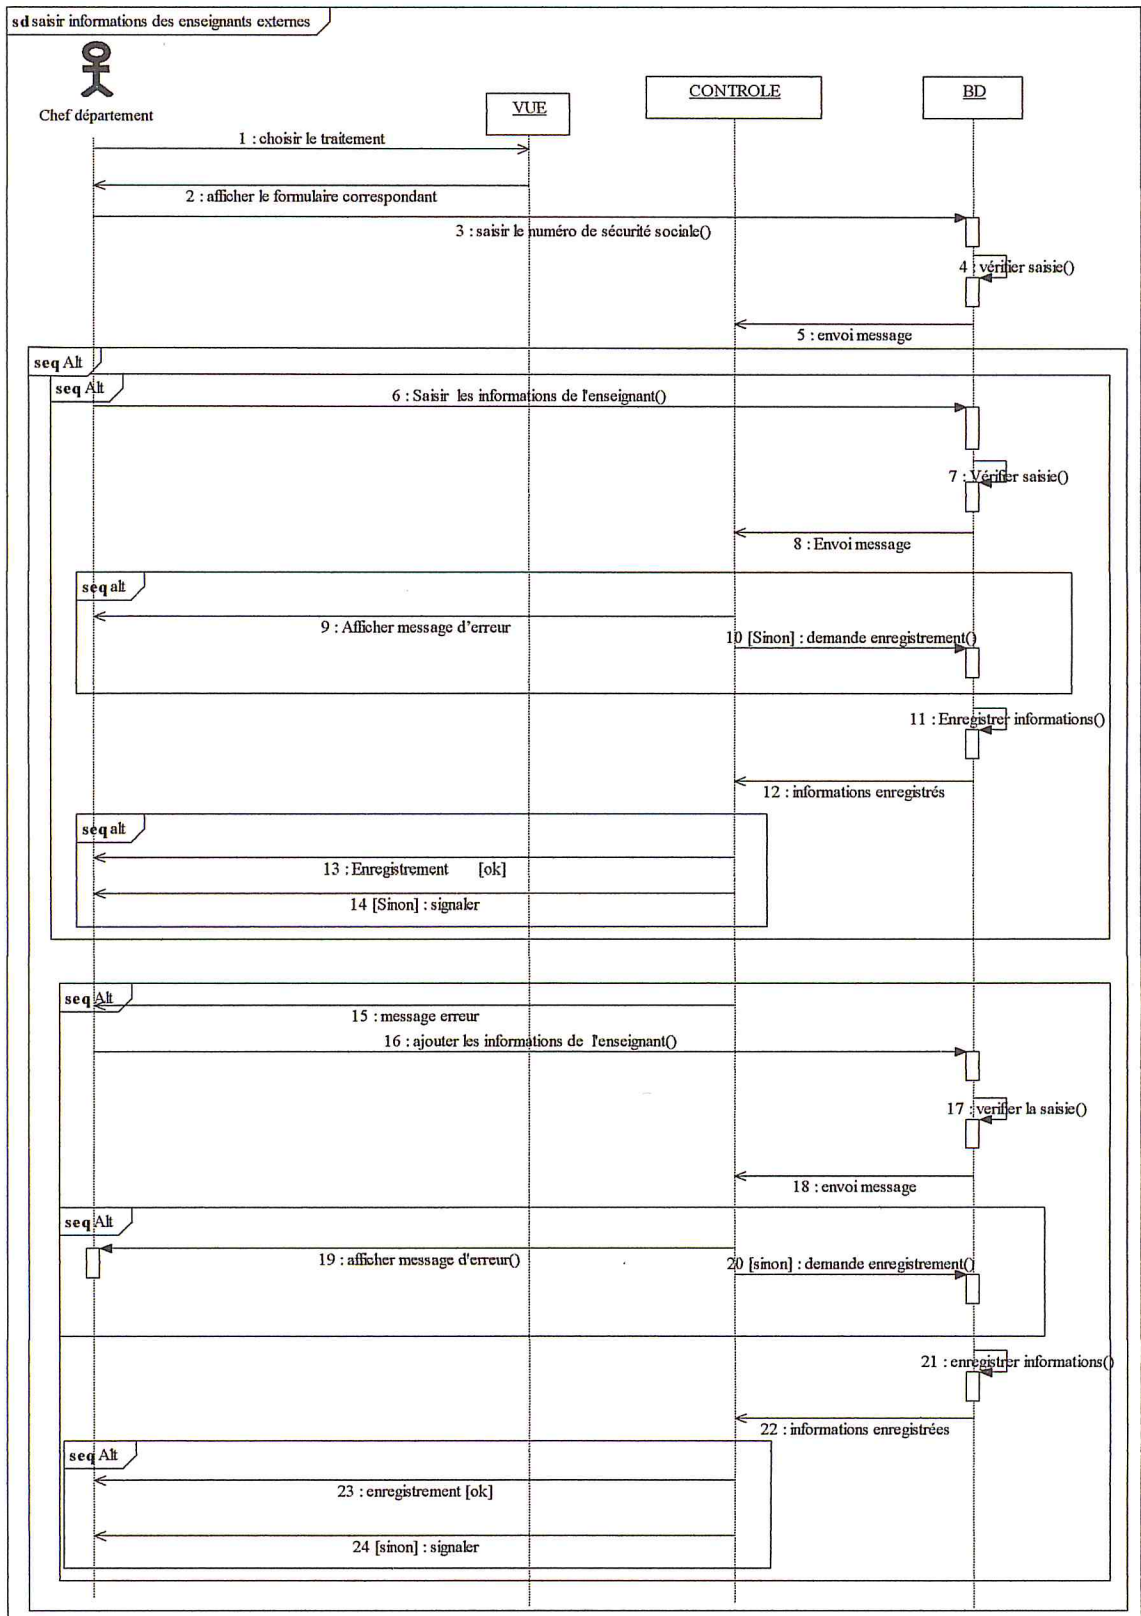 sd saisir informations des enseignants externes
Chef département
VUE
CONTROLE
BD
1 : choisir le traitement
2 : afficher le formulaire correspondant
3 : saisir le numéro de sécurité sociale()
4 : vérifier saisie()
5 : envoi message
seq Alt
seq Alt
6 : Saisir les informations de l'enseignant()
7 : Vérifier saisie()
8 : Envoi message
seq alt
9 : Afficher message d'erreur
10 [Sinon] : demande enregistrement()
11 : Enregistrer informations()
12 : informations enregistrés
seq alt
13 : Enregistrement [ok]
14 [Sinon] : signaler
seq Alt
15 : message erreur
16 : ajouter les informations de l'enseignant()
17 : verifier la saisie()
18 : envoi message
seq Alt
19 : afficher message d'erreur()
20 [sinon] : demande enregistrement()
21 : enregistrer informations()
22 : informations enregistrées
seq Alt
23 : enregistrement [ok]
24 [sinon] : signaler